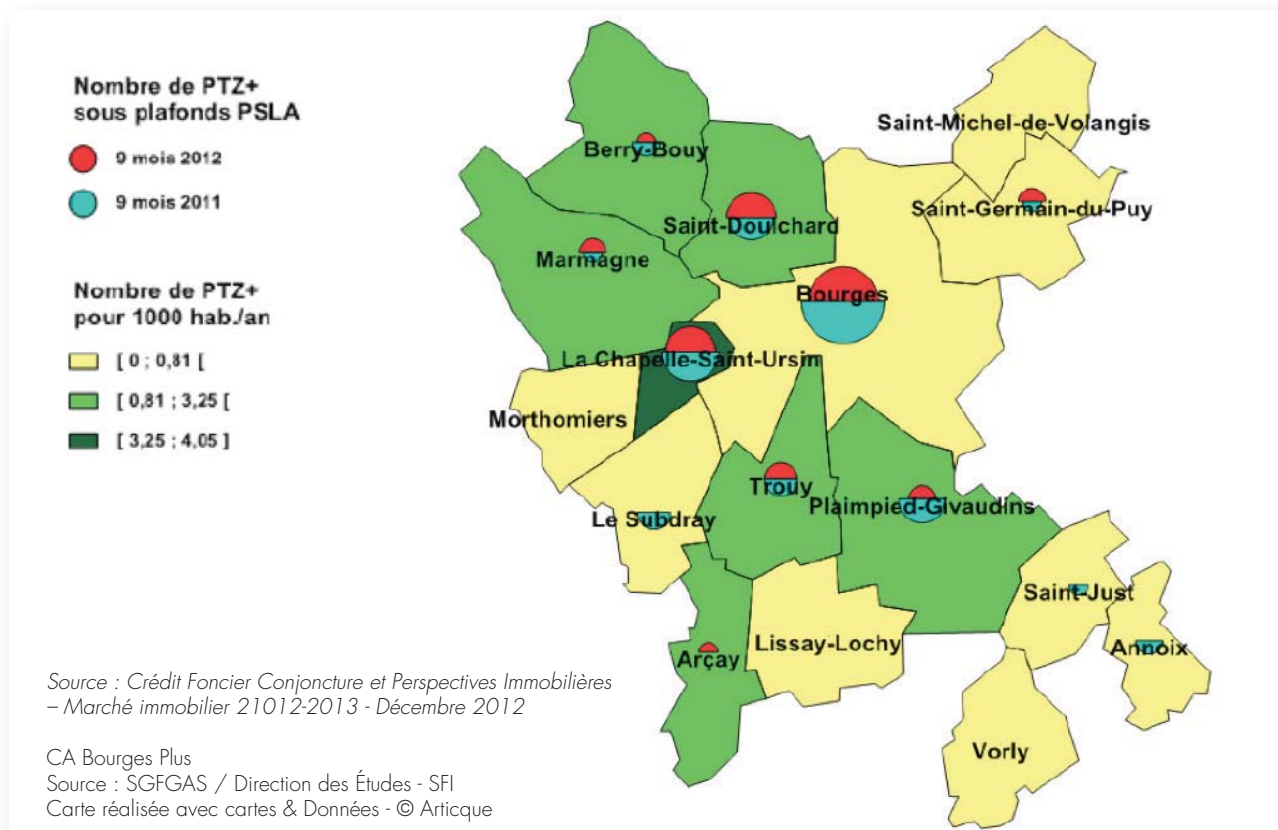 Nombre de PTZ+
sous plafonds PSLA
9 mois 2012
9 mois 2011
Nombre de PTZ+
pour 1000 hab./an
[ 0 ; 0,81 [
[ 0,81 ; 3,25 [
[ 3,25 ; 4,05 ]
Saint-Michel-de-Volangis
Berry-Bouy
Saint-Germain-du-Puy
Saint-Doulchard
Marmagne
Bourges
La Chapelle-Saint-Ursin
Morthomiers
Trouy
Plaimpied-Givaudins
Le Subdray
Saint-Just
Annoix
Lissay-Lochy
Arçay
Vorly
Source : Crédit Foncier Conjoncture et Perspectives Immobilières
– Marché immobilier 21012-2013 - Décembre 2012
CA Bourges Plus
Source : SGFGAS / Direction des Études - SFI
Carte réalisée avec cartes & Données - © Articque